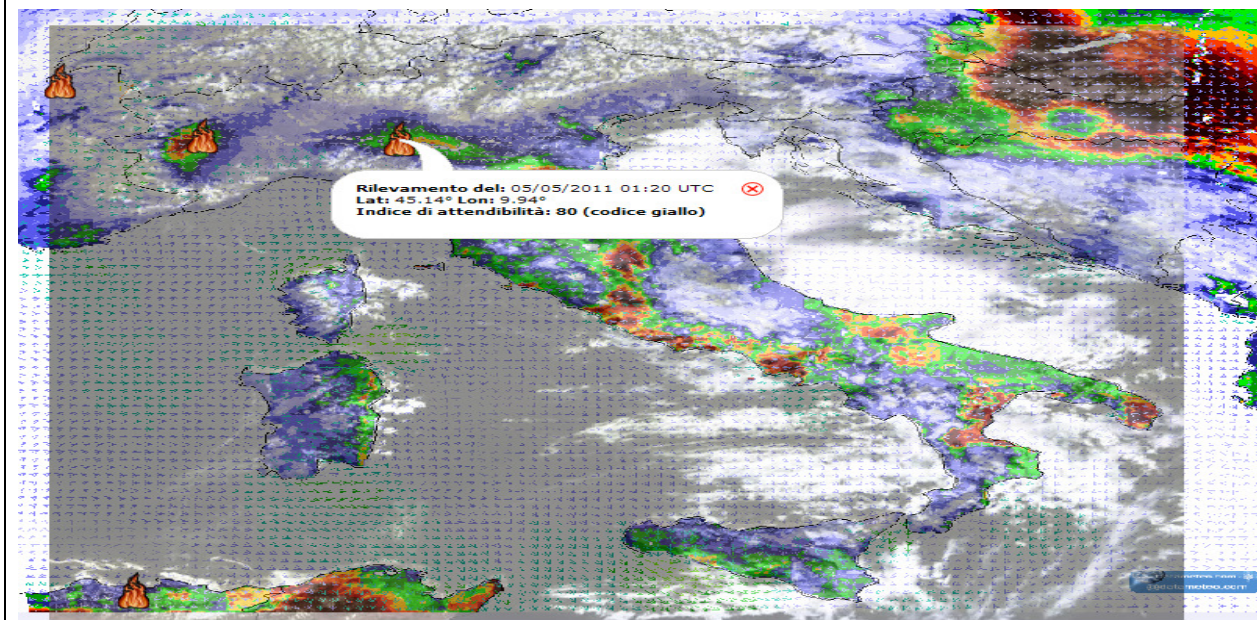 Rilevamento del: 05/05/2011 01:20 UTC
Lat: 45.14° Lon: 9.94°
Indice di attendibilità: 80 (codice giallo)